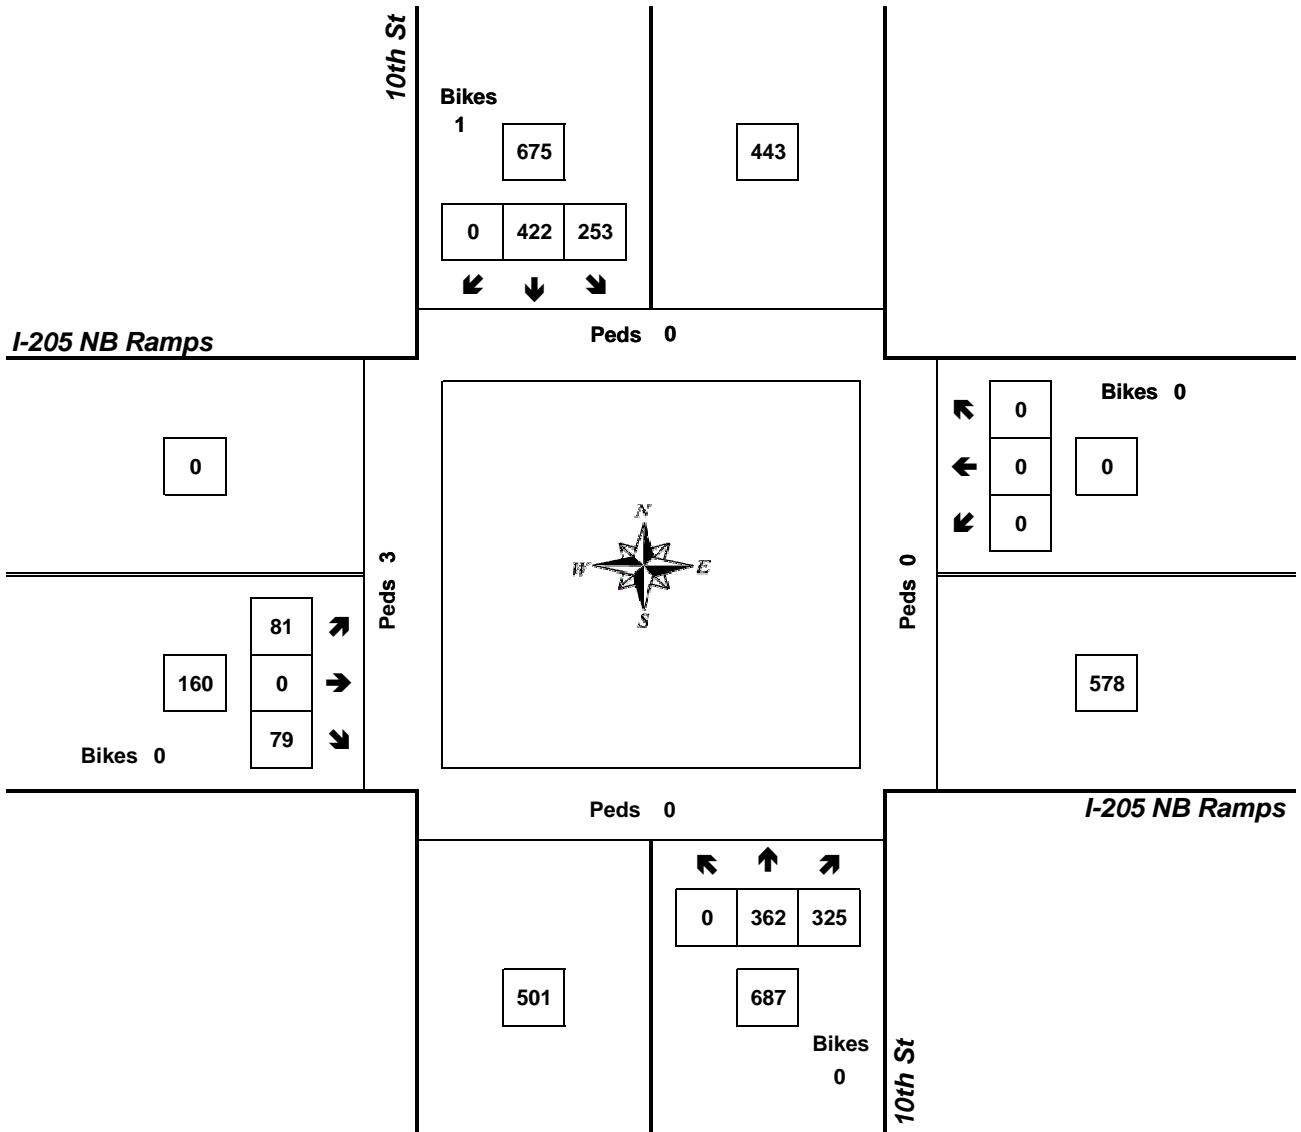 10th St
Bikes
1
675
443
0 422 253
Peds 0
I-205 NB Ramps
Bikes 0
0
0
0
0
0
N
W E
S
Peds 3
Peds 0
81
160 0
79
Bikes 0
578
Peds 0
I-205 NB Ramps
0 362 325
501
687
Bikes
0
10th St